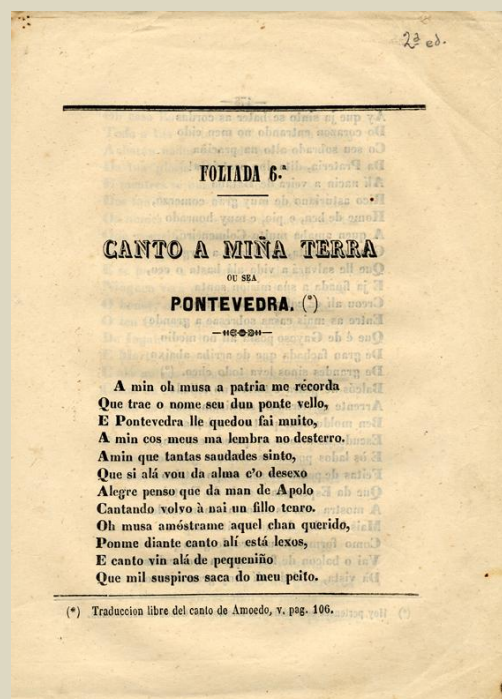 2ª ed.
FOLIADA 6.ª
CANTO A MIÑA TERRA
OU SEA
PONTEVEDRA. (*)
A min oh musa a patria me récorda
Que trae o nome seu dun ponte vello,
E Pontevedra lle quedou fai muito,
A min cos meus ma lembra no desterro.
Amin que tantas saudades sinto,
Que si alá vou da alma c'o desexo
Alegre penso que da man de Apolo
Cantando volvo à nai un fillo tenro.
Oh musa améstrame aquel chan querido,
Ponme diante canto alí está lexos,
E canto vin alá de pequeniño
Que mil suspiros saca do meu peito.
(*) Traduccion libre del canto de Amoedo, v. pag. 106.